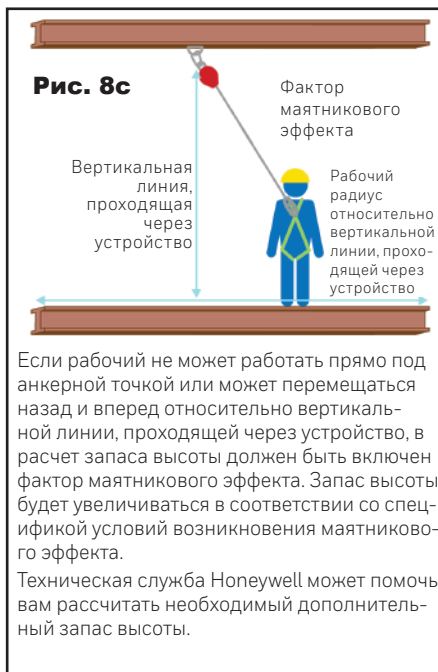 Рис. 8с
Фактор
маятникового
эффекта
Вертикальная
линия,
проходящая
через
устройство
Рабочий
радиус
относительно
вертикальной
линии, прохо-
дящей через
устройство
Если рабочий не может работать прямо под
анкерной точкой или может перемещаться
назад и вперед относительно вертикаль-
ной линии, проходящей через устройство, в
расчет запаса высоты должен быть включен
фактор маятникового эффекта. Запас высоты
будет увеличиваться в соответствии со спец-
ификой условий возникновения маятниково-
го эффекта.
Техническая служба Honeywell может помочь
вам рассчитать необходимый дополнитель-
ный запас высоты.